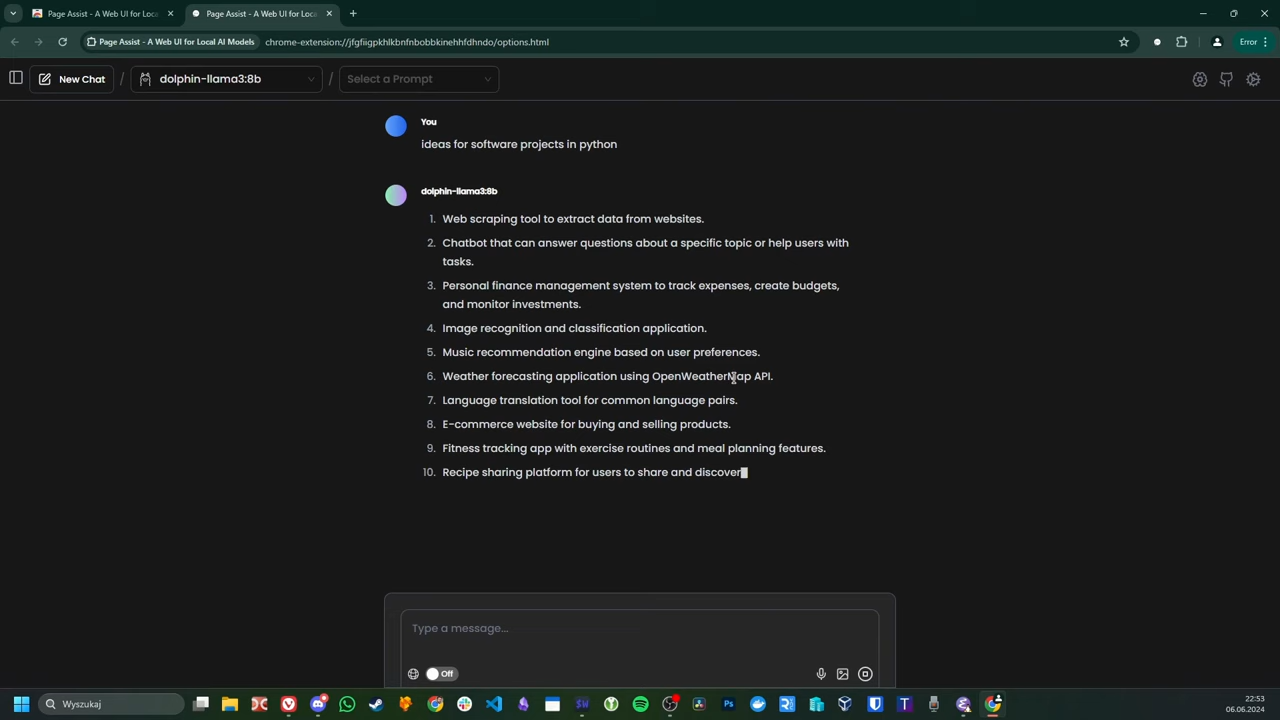 Page Assist - A Web UI for Loca
Page Assist - A Web UI for Loca
Page Assist - A Web UI for Local AI Models
chrome-extension://jfgfiigpkhlkbnfnbobbkinehhfdhndo/options.html
Error
New Chat / dolphin-llama3:8b / Select a Prompt
You
ideas for software projects in python
dolphin-llama3:8b
1. Web scraping tool to extract data from websites.
2. Chatbot that can answer questions about a specific topic or help users with
tasks.
3. Personal finance management system to track expenses, create budgets,
and monitor investments.
4. Image recognition and classification application.
5. Music recommendation engine based on user preferences.
6. Weather forecasting application using OpenWeatherMap API.
7. Language translation tool for common language pairs.
8. E-commerce website for buying and selling products.
9. Fitness tracking app with exercise routines and meal planning features.
10. Recipe sharing platform for users to share and discover
Type a message...
Off
Wyszukaj
22:53
06.06.2024